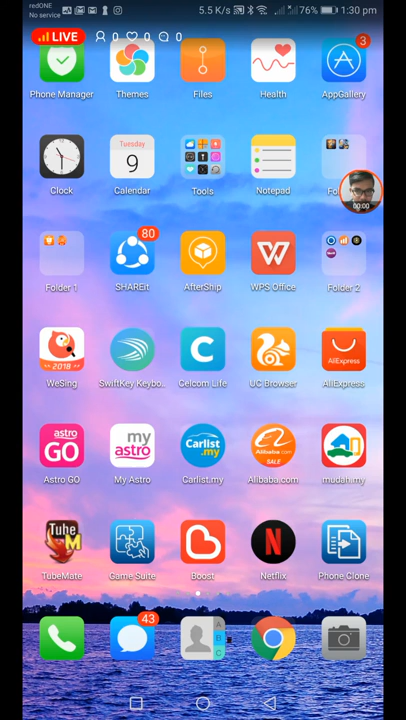 redONE
No service
5.5 K/s
76%
1:30 pm
LIVE
0
0
0
3
Phone Manager
Themes
Files
Health
AppGallery
Tuesday
9
Clock
Calendar
Tools
Notepad
00:00
80
Folder 1
SHAREit
AfterShip
WPS Office
Folder 2
2018
C
AliExpress
WeSing
SwiftKey Keybo..
Celcom Life
UC Browser
AliExpress
astro
GO
my
astro
Carlist
.my
Alibaba.com
SALE
Astro GO
My Astro
Carlist.my
Alibaba.com
mudah.my
Tube
M
N
TubeMate
Game Suite
Boost
Netflix
Phone Clone
43
A
B
C